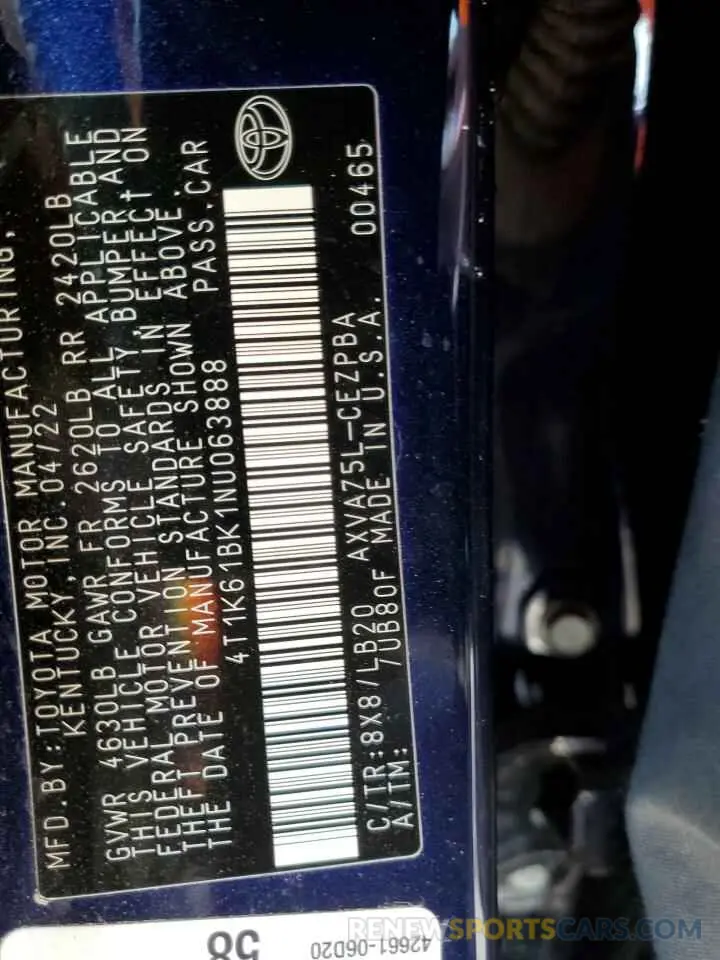 MFD.BY:TOYOTA MOTOR MANUFACTURING,
KENTUCKY, INC. 04/22
GVWR 4630LB GAWR FR 2620LB RR 2420LB
THIS VEHICLE CONFORMS TO ALL APPLICABLE
FEDERAL MOTOR VEHICLE SAFETY, BUMPER, AND
THEFT PREVENTION STANDARDS IN EFFECT ON
THE DATE OF MANUFACTURE SHOWN ABOVE.
4T1K61BK1NU063888 PASS.CAR
C/TR:8X8/LB20 AXVA75L-CEZPBA 00465
A/TM: /UB80F MADE IN U.S.A.
42661-06D20
58
RENEWSPORTSCAR.COM